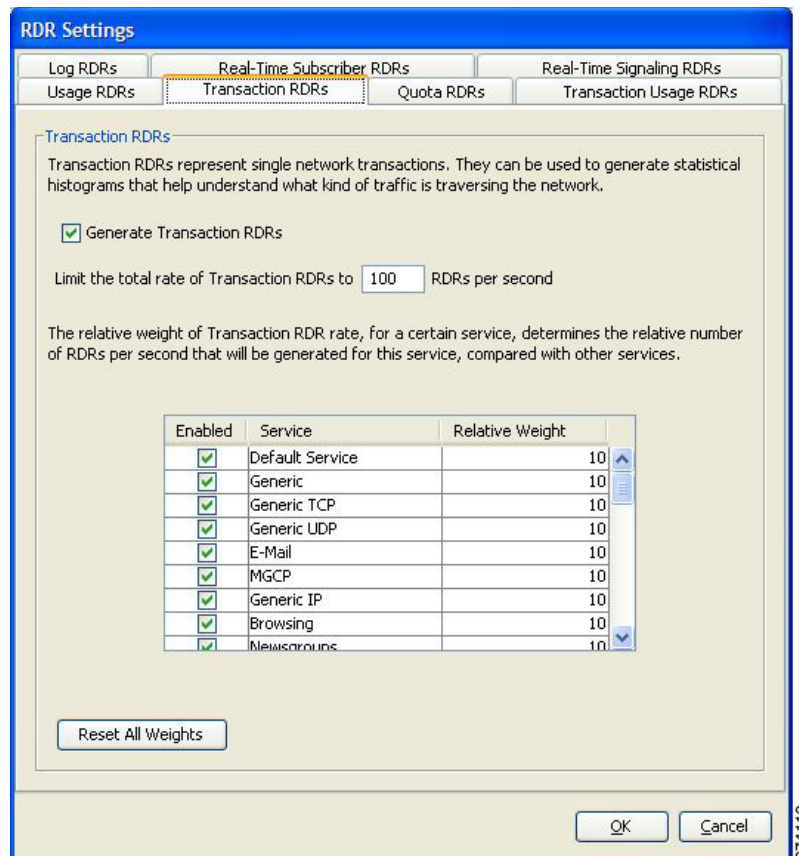 RDR Settings
Log RDRs
Real-Time Subscriber RDRs
Real-Time Signaling RDRs
Usage RDRs
Transaction RDRs
Quota RDRs
Transaction Usage RDRs
Transaction RDRs
Transaction RDRs represent single network transactions. They can be used to generate statistical
histograms that help understand what kind of traffic is traversing the network.
Generate Transaction RDRs
Limit the total rate of Transaction RDRs to 100 RDRs per second
The relative weight of Transaction RDR rate, for a certain service, determines the relative number
of RDRs per second that will be generated for this service, compared with other services.
Enabled Service Relative Weight
Default Service 10
Generic 10
Generic TCP 10
Generic UDP 10
E-Mail 10
MGCP 10
Generic IP 10
Browsing 10
Newsgroups 10
Reset All Weights
OK Cancel